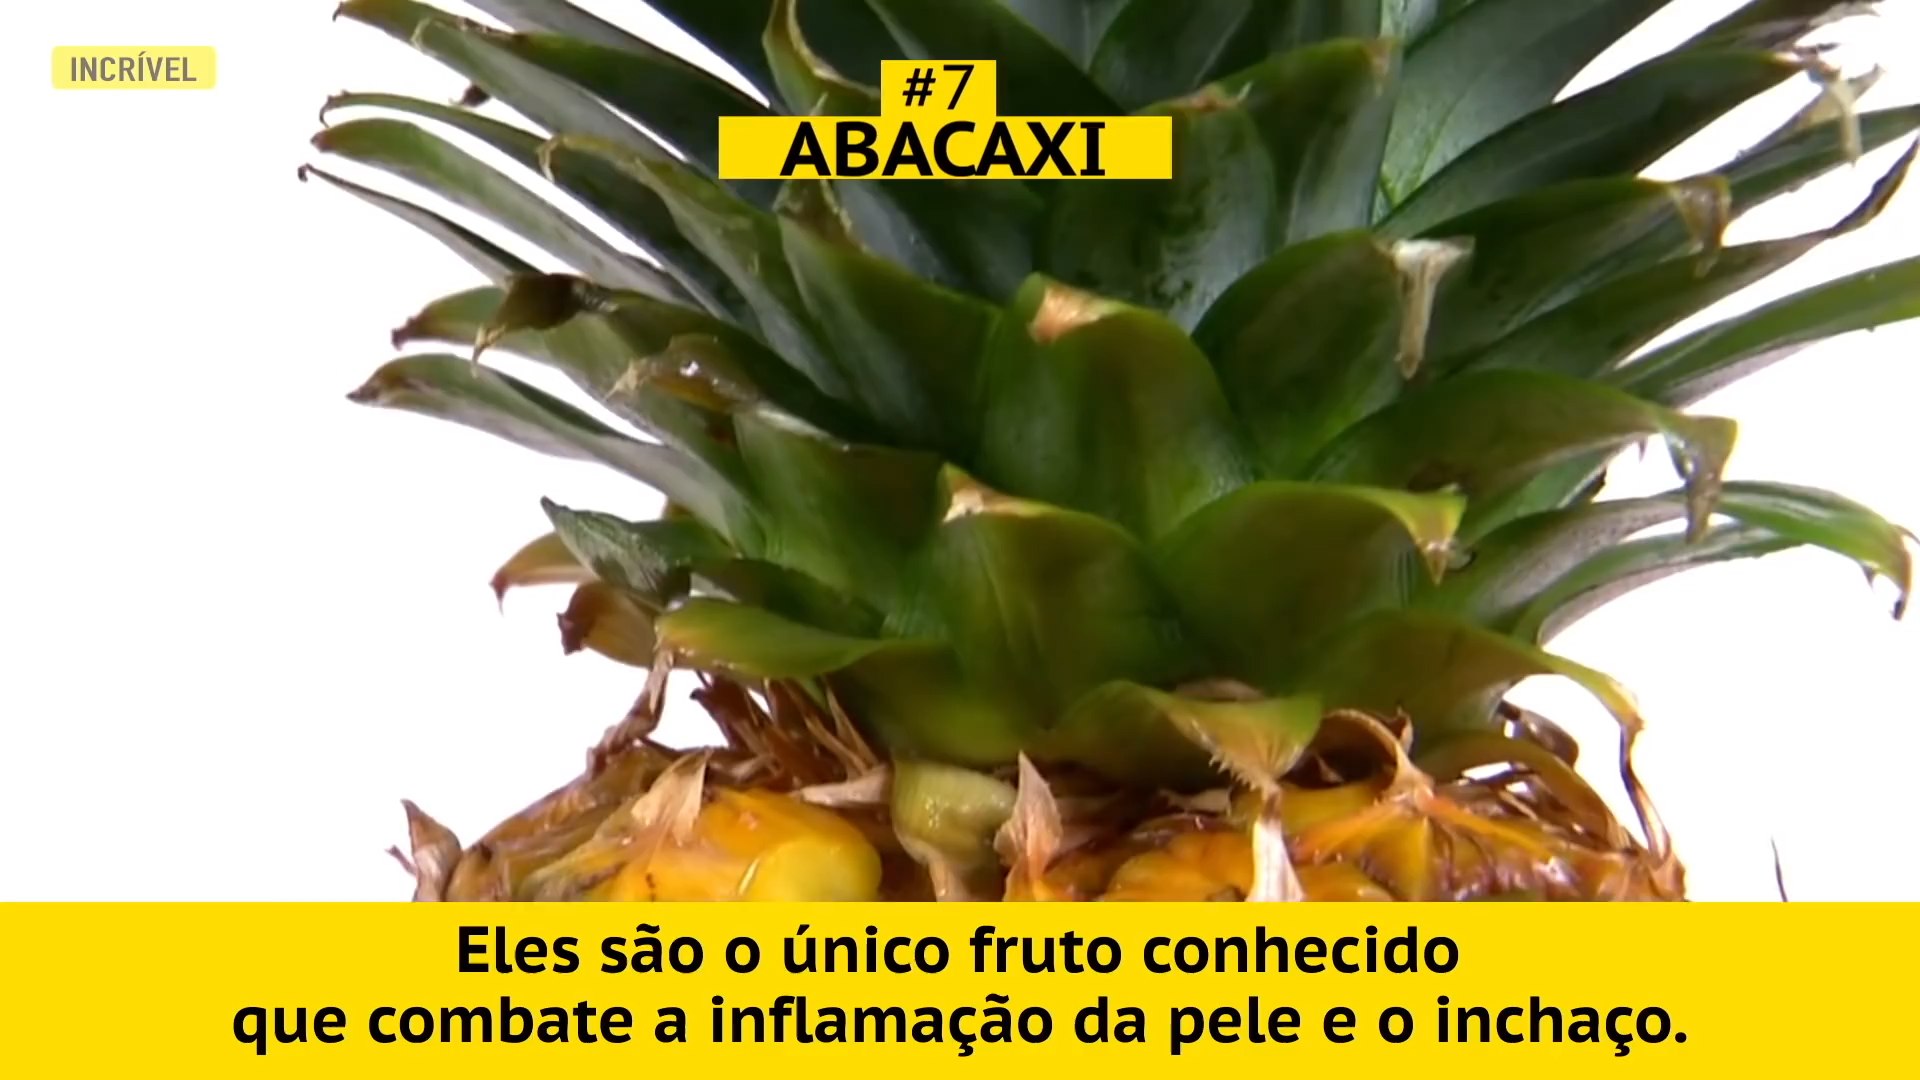 INCRÍVEL
#7
ABACAXI
Eles são o único fruto conhecido
que combate a inflamação da pele e o inchaço.